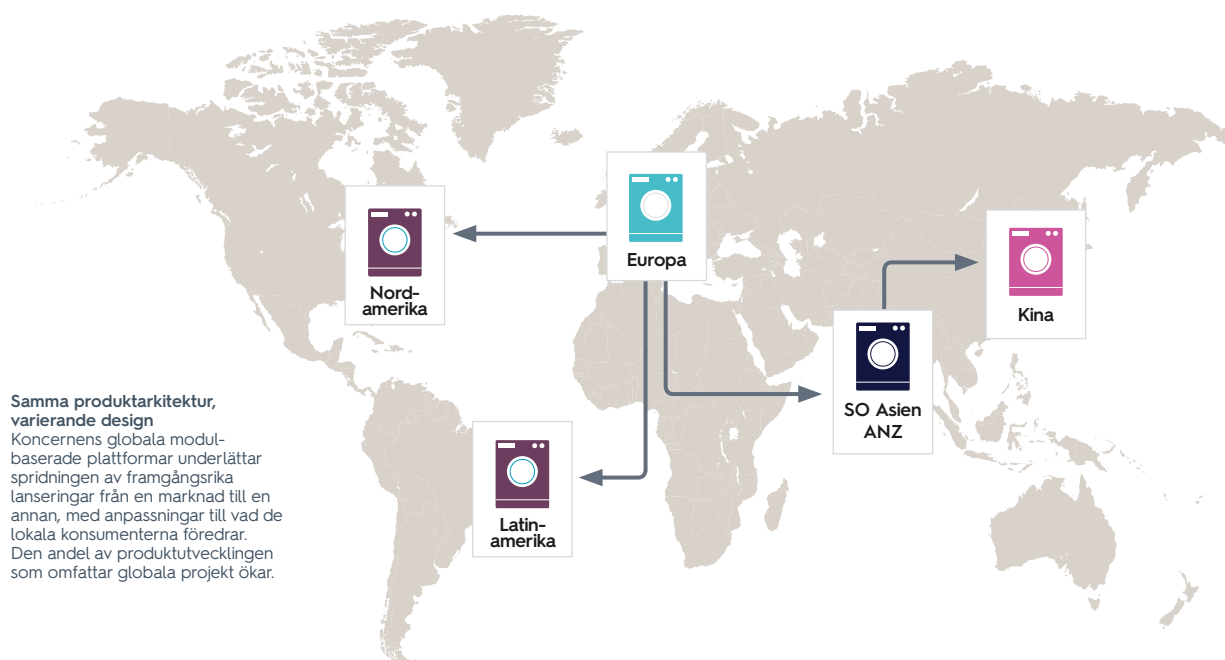 Europa
Nord-
amerika
Kina
SO Asien
ANZ
Latin-
amerika
Samma produktarkitektur,
varierande design
Koncernens globala modul-
baserade plattformar underlättar
spridningen av framgångsrika
lanseringar från en marknad till en
annan, med anpassningar till vad de
lokala konsumenterna föredrar.
Den andel av produktutvecklingen
som omfattar globala projekt ökar.